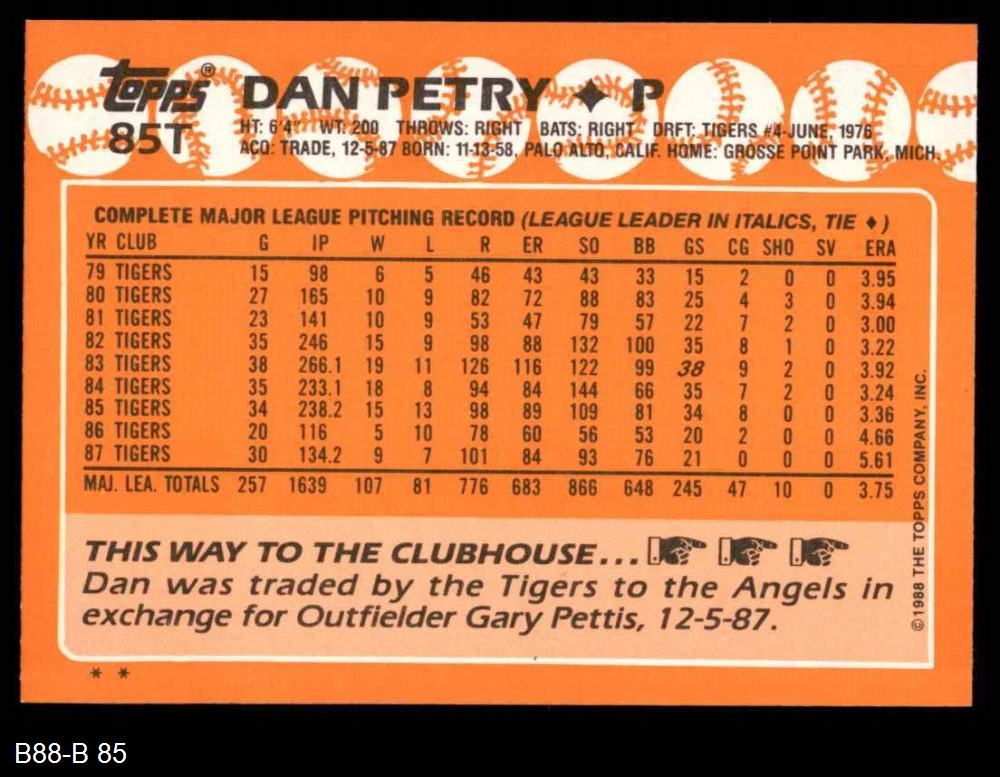 topps® DAN PETRY ✦ P
85T
HT: 6'4" WT: 200 THROWS: RIGHT BATS: RIGHT DRFT: TIGERS #4-JUNE, 1976
ACQ: TRADE, 12-5-87 BORN: 11-13-58, PALO ALTO, CALIF. HOME: GROSSE POINT PARK, MICH.
COMPLETE MAJOR LEAGUE PITCHING RECORD (LEAGUE LEADER IN ITALICS, TIE ♦)
YR CLUB G IP W L R ER SO BB GS CG SHO SV ERA
79 TIGERS 15 98 6 5 46 43 43 33 15 2 0 0 3.95
80 TIGERS 27 165 10 9 82 72 88 83 25 4 3 0 3.94
81 TIGERS 23 141 10 9 53 47 79 57 22 7 2 0 3.00
82 TIGERS 35 246 15 9 98 88 132 100 35 8 1 0 3.22
83 TIGERS 38 266.1 19 11 126 116 122 99 38 9 2 0 3.92
84 TIGERS 35 233.1 18 8 94 84 144 66 35 7 2 0 3.24
85 TIGERS 34 238.2 15 13 98 89 109 81 34 8 0 0 3.36
86 TIGERS 20 116 5 10 78 60 56 53 20 2 0 0 4.66
87 TIGERS 30 134.2 9 7 101 84 93 76 21 0 0 0 5.61
MAJ. LEA. TOTALS 257 1639 107 81 776 683 866 648 245 47 10 0 3.75
THIS WAY TO THE CLUBHOUSE...
Dan was traded by the Tigers to the Angels in
exchange for Outfielder Gary Pettis, 12-5-87.
©1988 THE TOPPS COMPANY, INC.
* *
B88-B 85